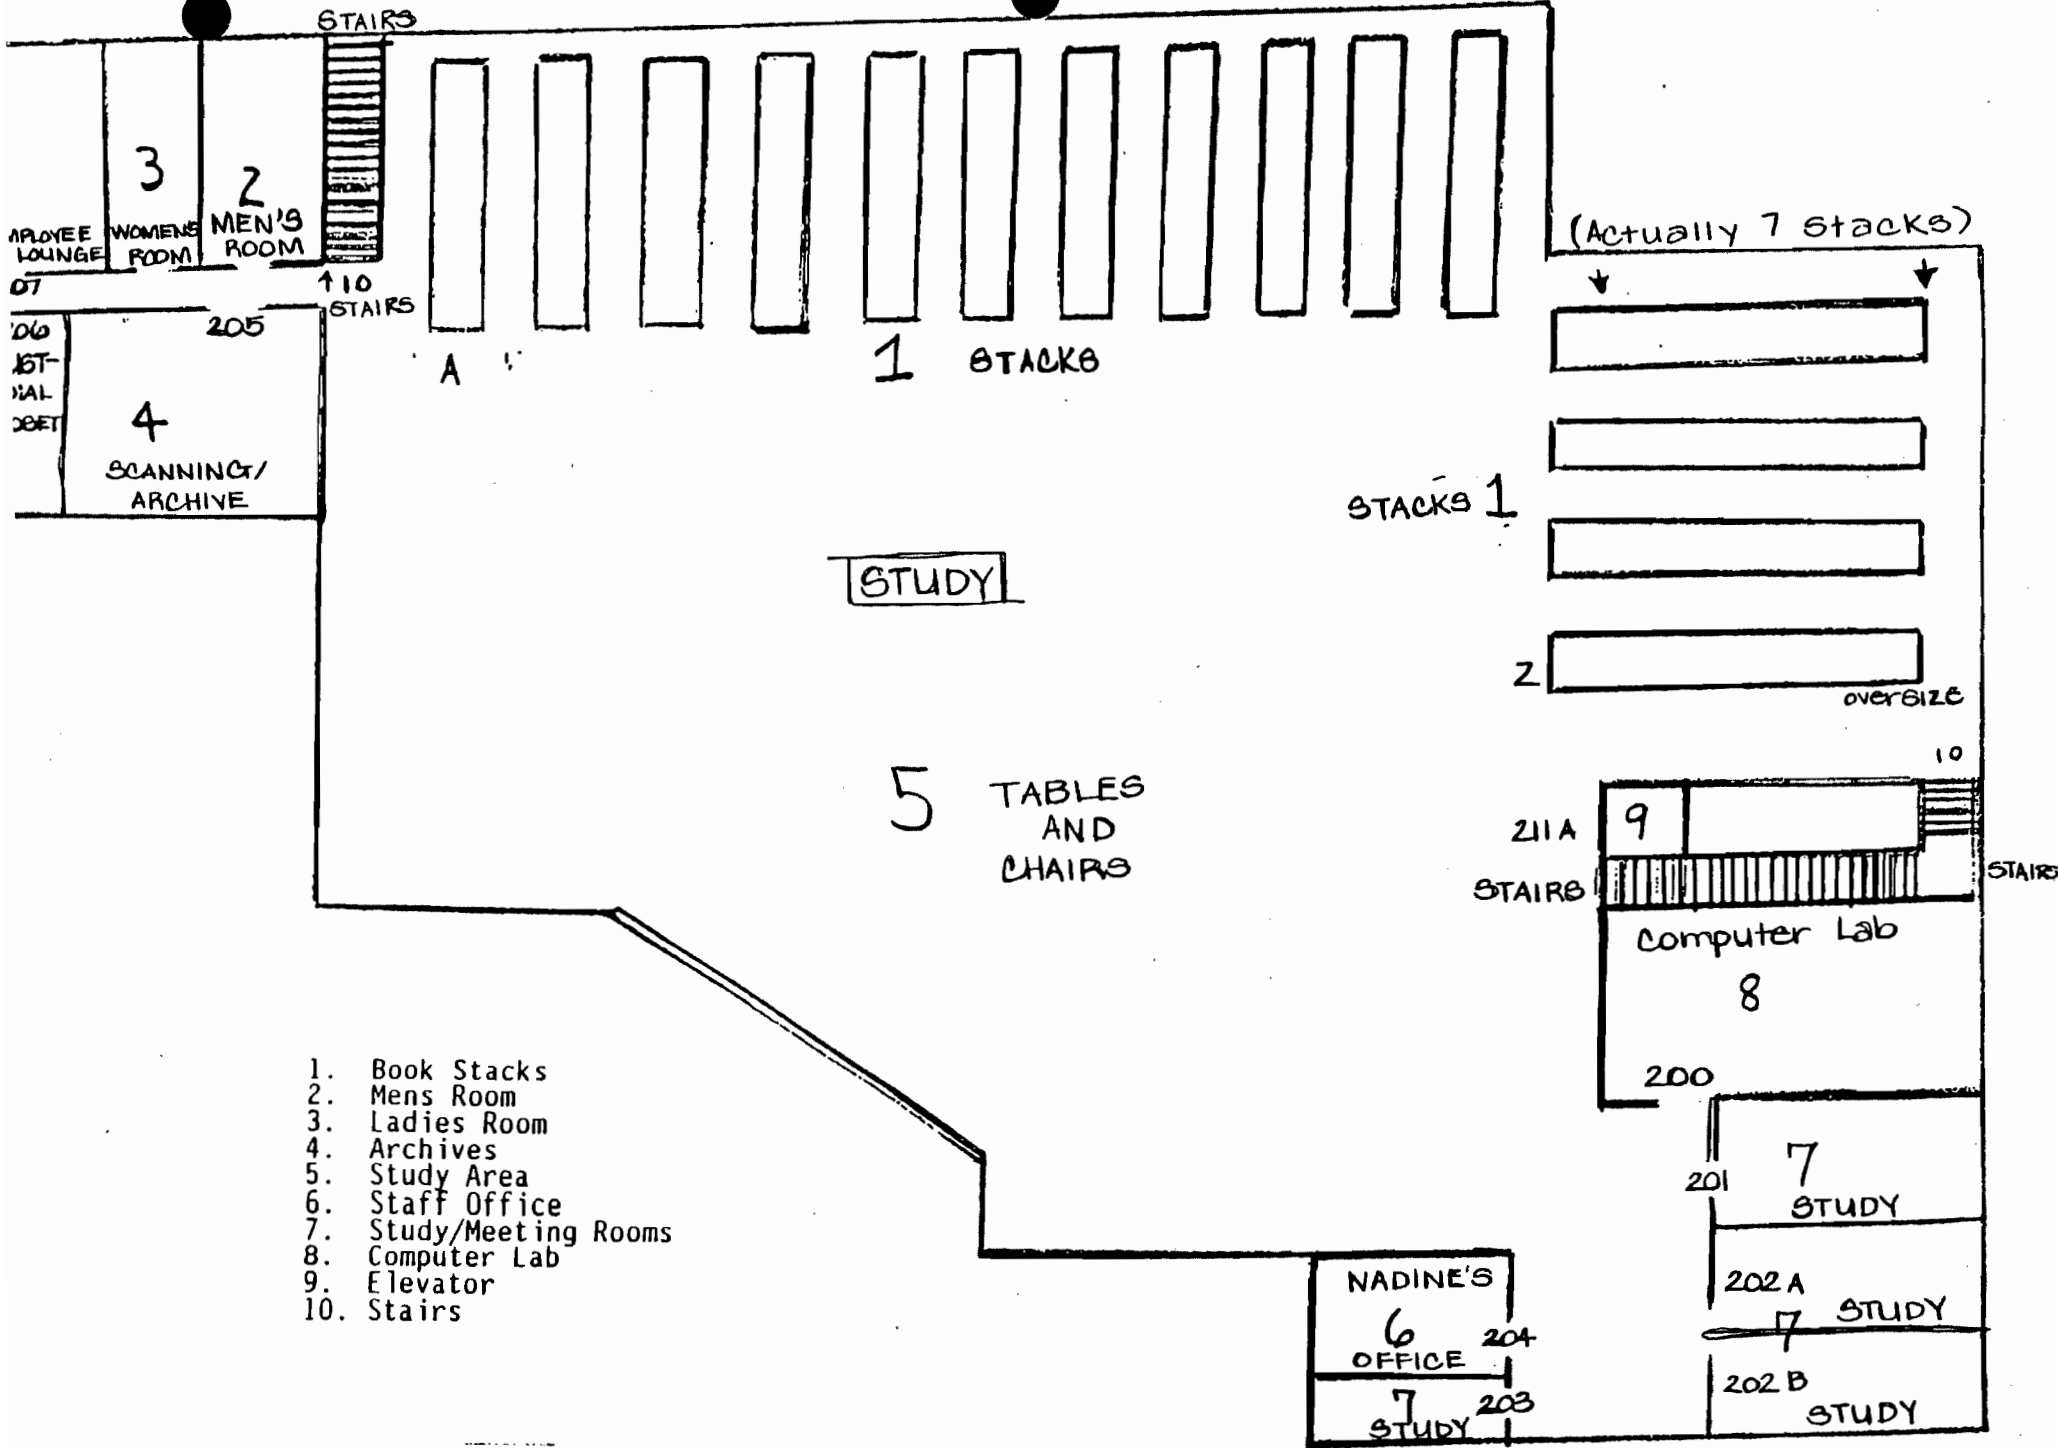 STAIRS
3
2
WOMENS
ROOM
MEN'S
ROOM
LOUNGE
10
STAIRS
205
4
SCANNING/
ARCHIVE
A
1 STACKS
(Actually 7 Stacks)
STACKS 1
STUDY
2
oversize
10
5 TABLES
AND
CHAIRS
211A
9
STAIRS
STAIRS
Computer Lab
8
200
1. Book Stacks
2. Mens Room
3. Ladies Room
4. Archives
5. Study Area
6. Staff Office
7. Study/Meeting Rooms
8. Computer Lab
9. Elevator
10. Stairs
201
7
STUDY
NADINE'S
6
OFFICE
204
7
STUDY
203
202A
STUDY
7
202B
STUDY